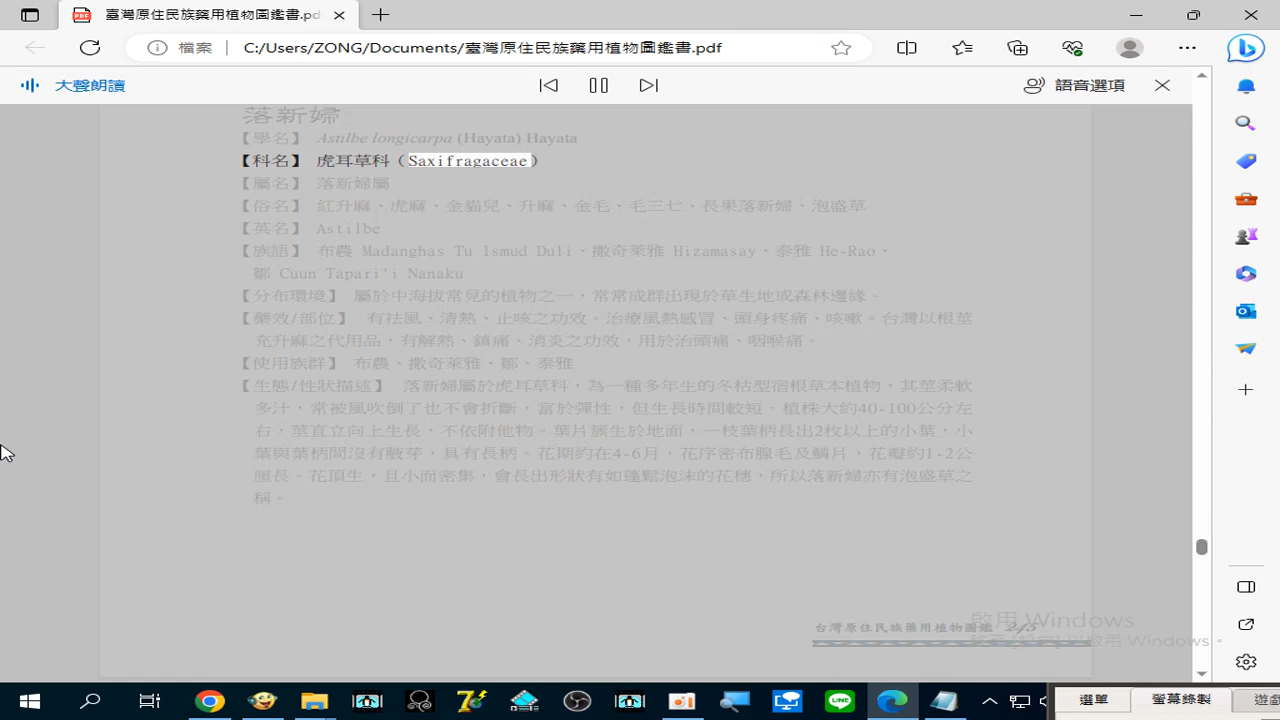 臺灣原住民族藥用植物圖鑑書.pdf
檔案 C:/Users/ZONG/Documents/臺灣原住民族藥用植物圖鑑書.pdf
大聲朗讀
語音選項
落新婦
【學名】 Astilbe longicarpa (Hayata) Hayata
【科名】 虎耳草科（Saxifragaceae）
【屬名】 落新婦屬
【俗名】 紅升麻、虎麻、金貓兒、升麻、金毛、毛三七、長果落新婦、泡盛草
【英名】 Astilbe
【族語】 布農 Madanghas Tu Ismud Duli、撒奇萊雅 Hizamasay、泰雅 He-Rao、
鄒 Cuun Tapari'i Nanaku
【分布環境】 屬於中海拔常見的植物之一，常常成群出現於草生地或森林邊緣。
【藥效/部位】 有祛風、清熱、止咳之功效。治療風熱感冒、頭身疼痛、咳嗽。台灣以根莖
充升麻之代用品，有解熱、鎮痛、消炎之功效，用於治頭痛、咽喉痛。
【使用族群】 布農、撒奇萊雅、鄒、泰雅
【生態/性狀描述】 落新婦屬於虎耳草科，為一種多年生的冬枯型宿根草本植物，其莖柔軟
多汁，常被風吹倒了也不會折斷，富於彈性，但生長時間較短。植株大約40-100公分左
右，莖直立向上生長，不依附他物。葉片簇生於地面，一枝葉柄長出2枚以上的小葉，小
葉與葉柄間沒有腋芽，具有長柄。花期約在4-6月，花序密布腺毛及鱗片，花瓣約1-2公
厘長。花頂生，且小而密集，會長出形狀有如蓬鬆泡沫的花穗，所以落新婦亦有泡盛草之
稱。
台灣原住民族藥用植物圖鑑 245
啟用 Windows
移至 [設定] 以啟用 Windows。
選單
螢幕錄製